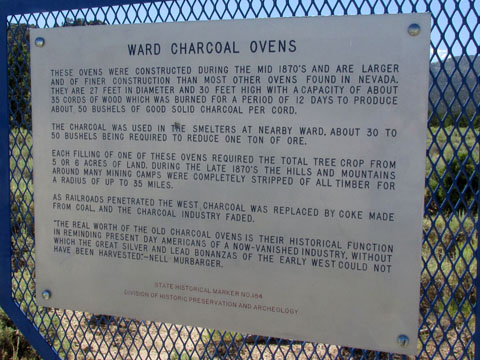 WARD CHARCOAL OVENS
THESE OVENS WERE CONSTRUCTED DURING THE MID 1870'S AND ARE LARGER
AND OF FINER CONSTRUCTION THAN MOST OTHER OVENS FOUND IN NEVADA.
THEY ARE 27 FEET IN DIAMETER AND 30 FEET HIGH WITH A CAPACITY OF ABOUT
35 CORDS OF WOOD WHICH WAS BURNED FOR A PERIOD OF 12 DAYS TO PRODUCE
ABOUT 50 BUSHELS OF GOOD SOLID CHARCOAL PER CORD.
THE CHARCOAL WAS USED IN THE SMELTERS AT NEARBY WARD, ABOUT 30 TO
50 BUSHELS BEING REQUIRED TO REDUCE ONE TON OF ORE.
EACH FILLING OF ONE OF THESE OVENS REQUIRED THE TOTAL TREE CROP FROM
5 OR 6 ACRES OF LAND. DURING THE LATE 1870'S THE HILLS AND MOUNTAINS
AROUND MANY MINING CAMPS WERE COMPLETELY STRIPPED OF ALL TIMBER FOR
A RADIUS OF UP TO 35 MILES.
AS RAILROADS PENETRATED THE WEST CHARCOAL WAS REPLACED BY COKE MADE
FROM COAL, AND THE CHARCOAL INDUSTRY FADED.
"THE REAL WORTH OF THE OLD CHARCOAL OVENS IS THEIR HISTORICAL FUNCTION
IN REMINDING PRESENT DAY AMERICANS OF A NOW-VANISHED INDUSTRY, WITHOUT
WHICH THE GREAT SILVER AND LEAD BONANZAS OF THE EARLY WEST COULD NOT
HAVE BEEN HARVESTED."-NELL MURBARGER.
STATE HISTORICAL MARKER NO.184
DIVISION OF HISTORIC PRESERVATION AND ARCHEOLOGY